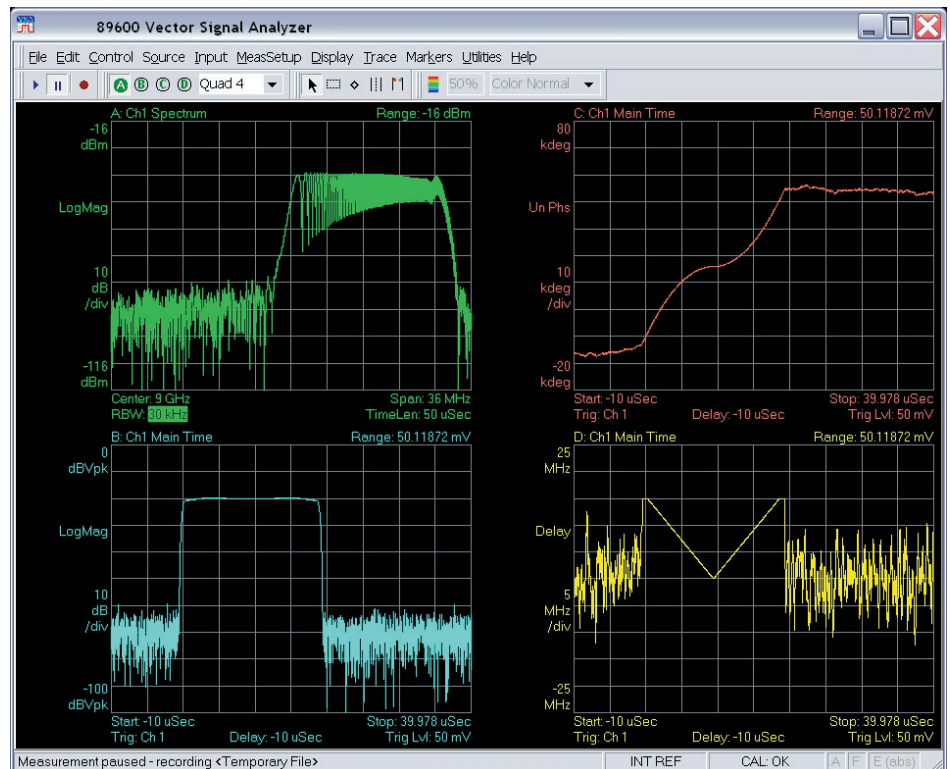 89600 Vector Signal Analyzer
File Edit Control Source Input MeasSetup Display Trace Markers Utilities Help
A B C D Quad 4 50% Color Normal
A: Ch1 Spectrum Range: -16 dBm
-16
dBm
LogMag
10
dB
/div
-116
dBm
Center: 9 GHz Span: 36 MHz
RBW: 30 kHz TimeLen: 50 uSec
C: Ch1 Main Time Range: 50.11872 mV
80
kdeg
Un Phs
10
kdeg
/div
-20
kdeg
Start: -10 uSec Stop: 39.978 uSec
Trig: Ch 1 Delay: -10 uSec Trig Lvl: 50 mV
B: Ch1 Main Time Range: 50.11872 mV
0
dBVpk
LogMag
10
dB
/div
-100
dBVpk
Start: -10 uSec Stop: 39.978 uSec
Trig: Ch 1 Delay: -10 uSec Trig Lvl: 50 mV
D: Ch1 Main Time Range: 50.11872 mV
25
MHz
Delay
5
MHz
/div
-25
MHz
Start: -10 uSec Stop: 39.978 uSec
Trig: Ch 1 Delay: -10 uSec Trig Lvl: 50 mV
Measurement paused - recording <Temporary File> INT REF CAL: OK A F E (abs)